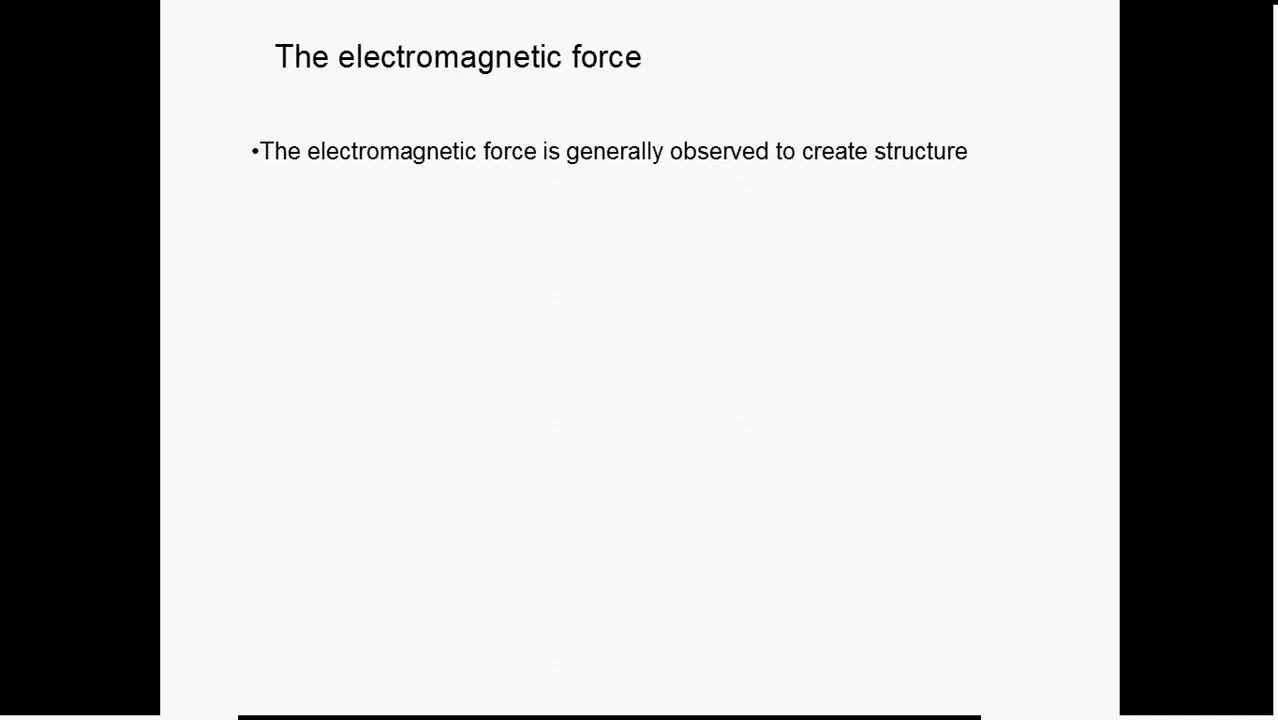 The electromagnetic force
•The electromagnetic force is generally observed to create structure